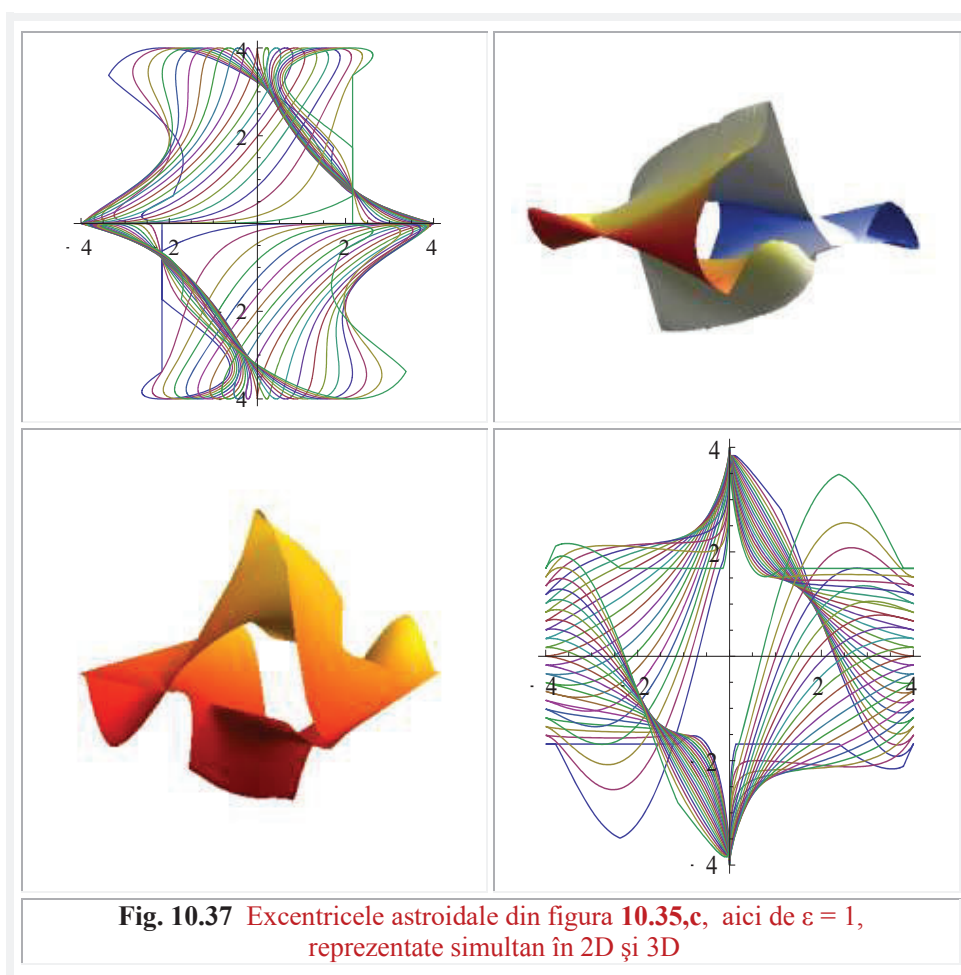 4
2
- 4 2 2 4
2
4
4
2
- 4 - 2 2 4
- 2
- 4
Fig. 10.37 Excentricele astroidale din figura 10.35,c, aici de ε = 1,
reprezentate simultan în 2D şi 3D